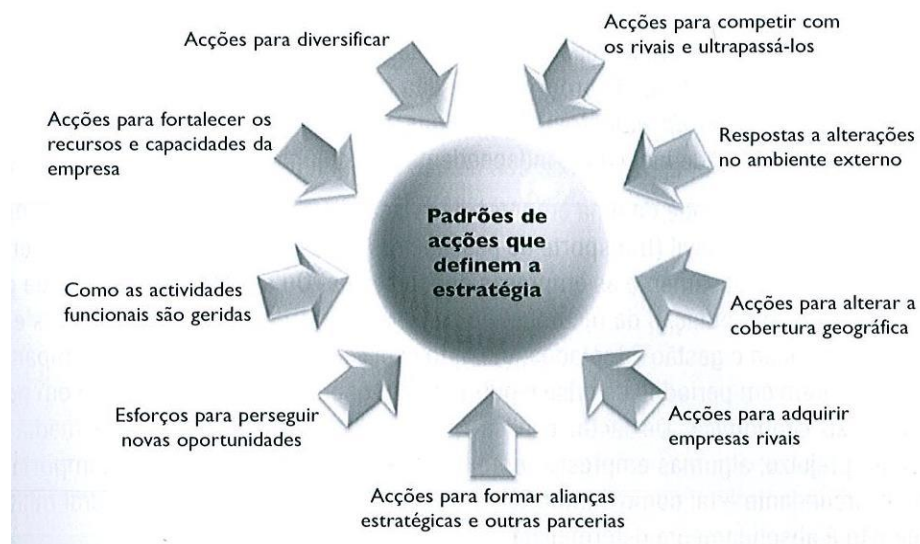 Acções para diversificar
Acções para competir com
os rivais e ultrapassá-los
Acções para fortalecer os
recursos e capacidades da
empresa
Respostas a alterações
no ambiente externo
Padrões de
acções que
definem a
estratégia
Como as actividades
funcionais são geridas
Acções para alterar a
cobertura geográfica
Esforços para perseguir
novas oportunidades
Acções para adquirir
empresas rivais
Acções para formar alianças
estratégicas e outras parcerias